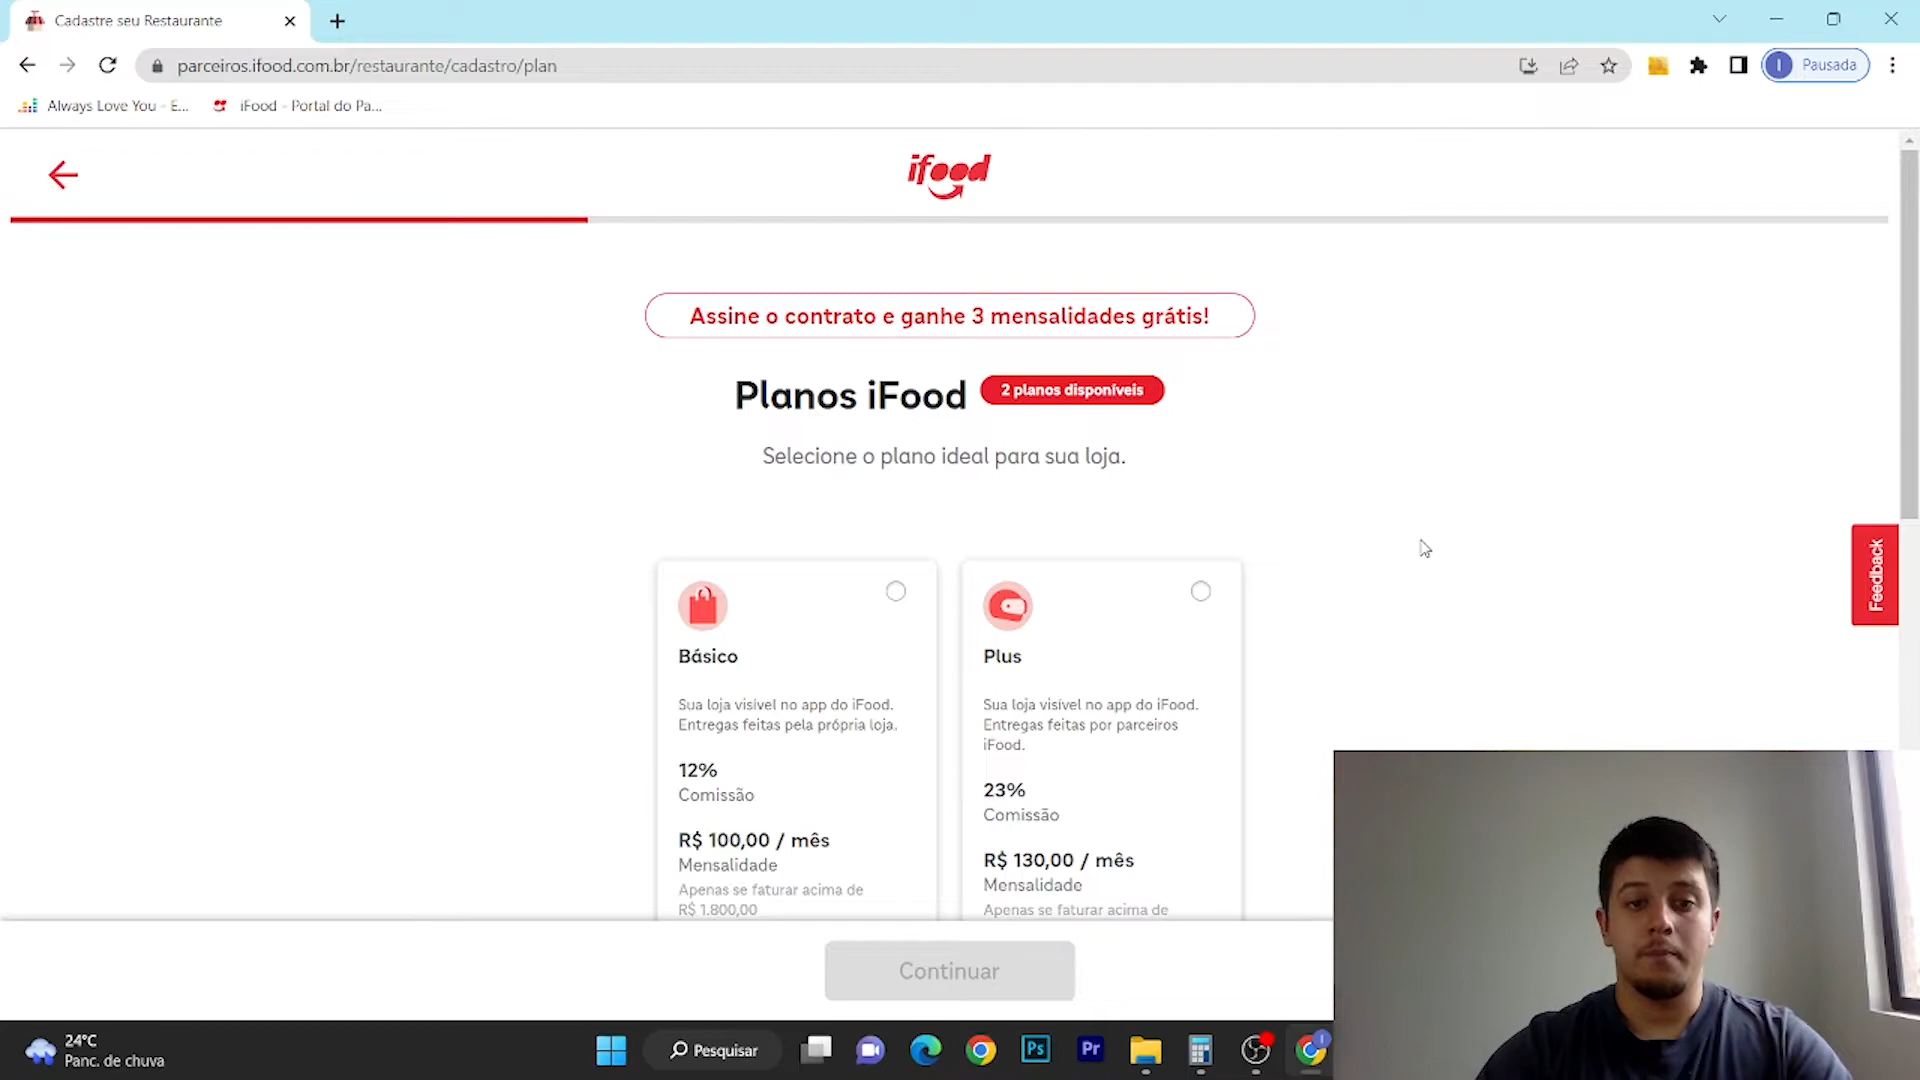 Cadastre seu Restaurante
parceiros.ifood.com.br/restaurante/cadastro/plan
I Pausada
Always Love You - E...
iFood - Portal do Pa...
ifood
Assine o contrato e ganhe 3 mensalidades grátis!
Planos iFood
2 planos disponíveis
Selecione o plano ideal para sua loja.
Básico
Sua loja visível no app do iFood.
Entregas feitas pela própria loja.
12%
Comissão
R$ 100,00 / mês
Mensalidade
Apenas se faturar acima de
R$ 1.800,00
Plus
Sua loja visível no app do iFood.
Entregas feitas por parceiros
iFood.
23%
Comissão
R$ 130,00 / mês
Mensalidade
Apenas se faturar acima de
Feedback
Continuar
24°C
Panc. de chuva
Pesquisar
Ps
Pr
I